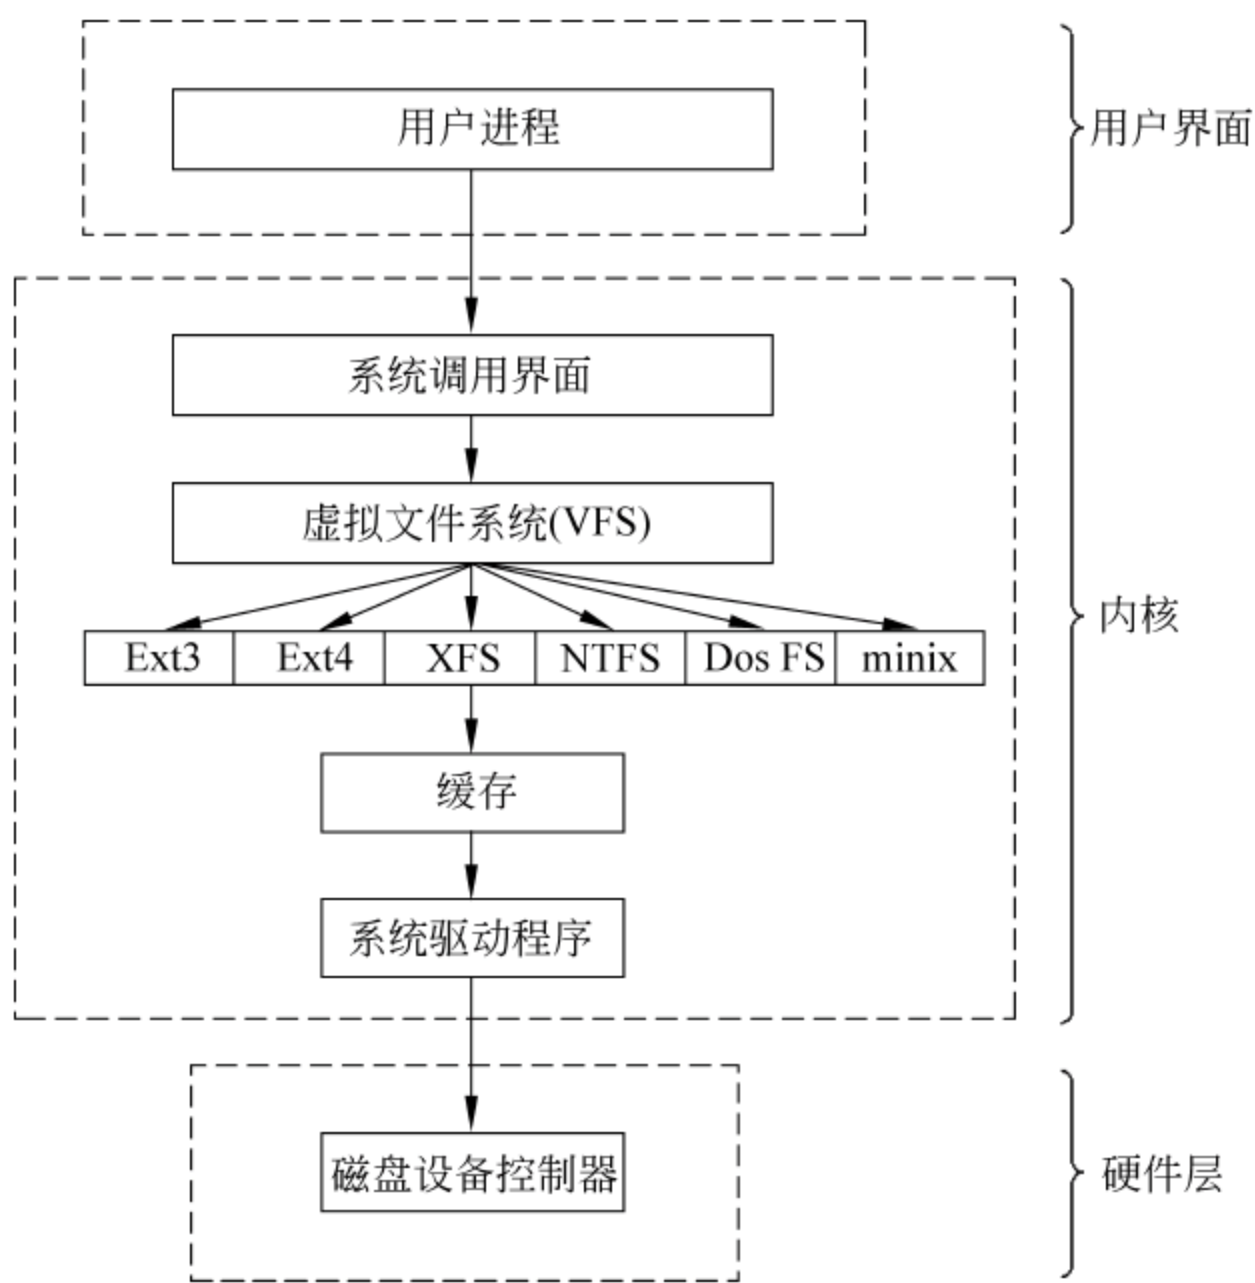 用户进程
用户界面
系统调用界面
虚拟文件系统(VFS)
内核
Ext3 Ext4 XFS NTFS Dos FS minix
缓存
系统驱动程序
磁盘设备控制器
硬件层